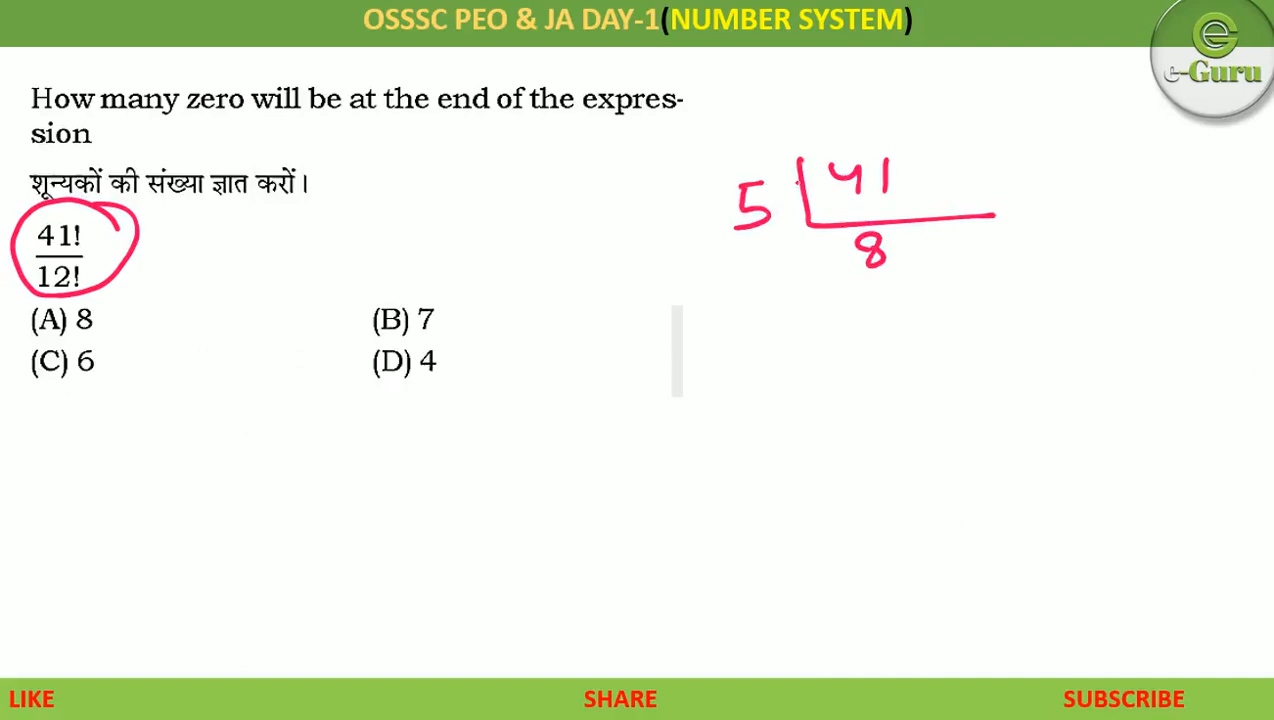 OSSSC PEO & JA DAY-1(NUMBER SYSTEM)
e
e-Guru
How many zero will be at the end of the expres-
sion
शून्यकों की संख्या ज्ञात करों।
41!
12!
(A) 8 (B) 7
(C) 6 (D) 4
5 41
8
LIKE SHARE SUBSCRIBE